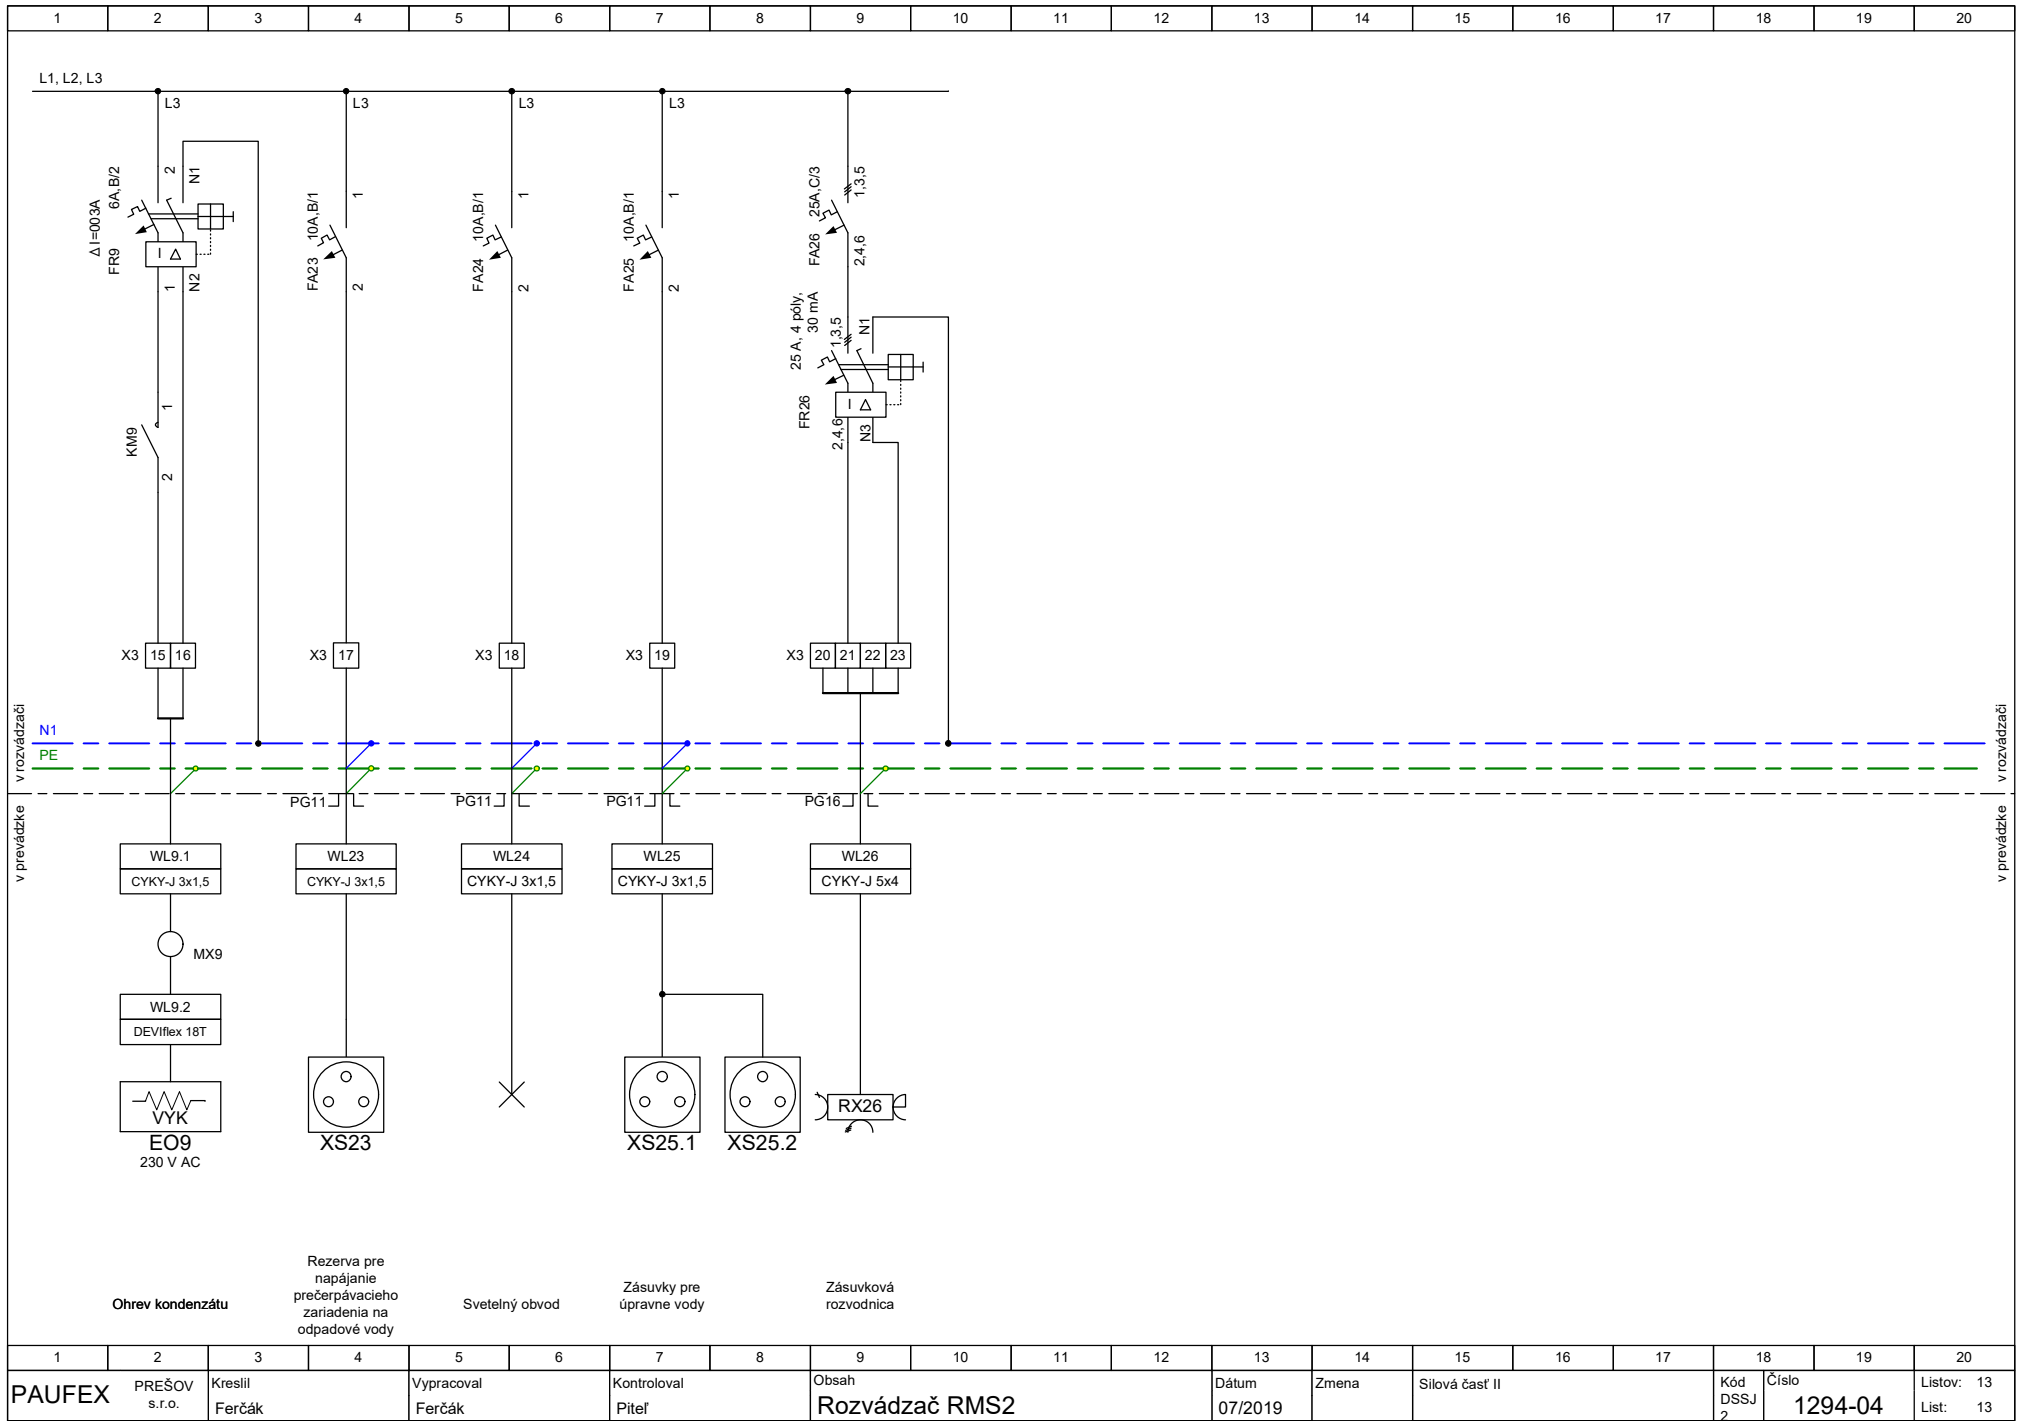 1 2 3 4 5 6 7 8 9 10 11 12 13 14 15 16 17 18 19 20
L1, L2, L3
L3 L3 L3 L3
Δ I=003A
6A,B/2
FR9
2
N1
I Δ
1
N2
KM9
1
2
10A,B/1
FA23
1
2
10A,B/1
FA24
1
2
10A,B/1
FA25
1
2
25A,C/3
FA26
1,3,5
2,4,6
25 A, 4 póly,
30 mA
FR26
1,3,5
N1
I Δ
2,4,6
N3
X3 15 16
X3 17
X3 18
X3 19
X3 20 21 22 23
v rozvádzači
N1
PE
v rozvádzači
v prevádzke
PG11 PG11 PG11 PG16
v prevádzke
WL9.1 WL23 WL24 WL25 WL26
CYKY-J 3x1,5 CYKY-J 3x1,5 CYKY-J 3x1,5 CYKY-J 3x1,5 CYKY-J 5x4
MX9
WL9.2
DEVIflex 18T
VYK
EO9
230 V AC
XS23
XS25.1
XS25.2
RX26
Ohrev kondenzátu
Rezerva pre
napájanie
prečerpávacieho
zariadenia na
odpadové vody
Svetelný obvod
Zásuvky pre
úpravne vody
Zásuvková
rozvodnica
1 2 3 4 5 6 7 8 9 10 11 12 13 14 15 16 17 18 19 20
PAUFEX
PREŠOV
s.r.o.
Kreslil
Ferčák
Vypracoval
Ferčák
Kontroloval
Piteľ
Obsah
Rozvádzač RMS2
Dátum
07/2019
Zmena
Silová časť II
Kód
DSSJ
2
Číslo
1294-04
Listov: 13
List: 13